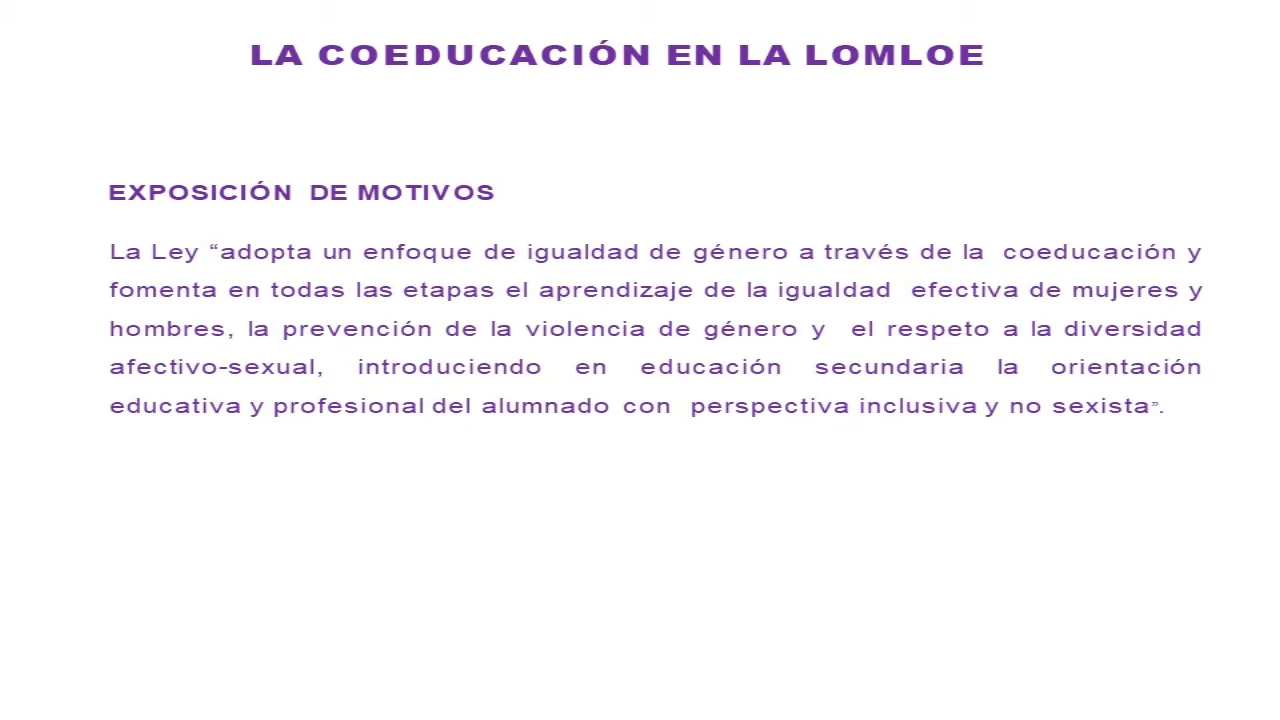 LA COEDUCACIÓN EN LA LOMLOE
EXPOSICIÓN DE MOTIVOS
La Ley “adopta un enfoque de igualdad de género a través de la coeducación y
fomenta en todas las etapas el aprendizaje de la igualdad efectiva de mujeres y
hombres, la prevención de la violencia de género y el respeto a la diversidad
afectivo-sexual, introduciendo en educación secundaria la orientación
educativa y profesional del alumnado con perspectiva inclusiva y no sexista”.